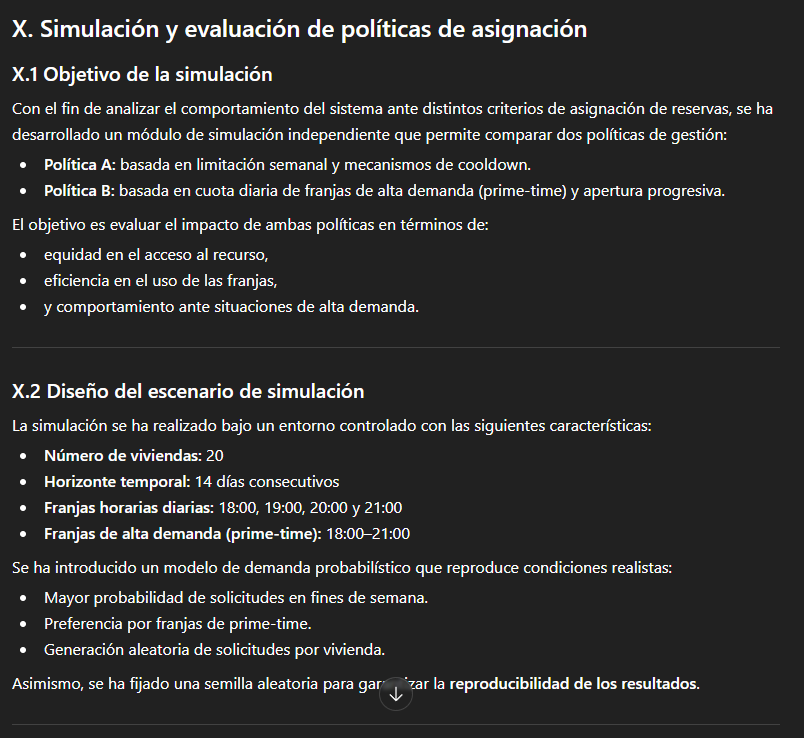 X. Simulación y evaluación de políticas de asignación
X.1 Objetivo de la simulación
Con el fin de analizar el comportamiento del sistema ante distintos criterios de asignación de reservas, se ha
desarrollado un módulo de simulación independiente que permite comparar dos políticas de gestión:
• Política A: basada en limitación semanal y mecanismos de cooldown.
• Política B: basada en cuota diaria de franjas de alta demanda (prime-time) y apertura progresiva.
El objetivo es evaluar el impacto de ambas políticas en términos de:
• equidad en el acceso al recurso,
• eficiencia en el uso de las franjas,
• y comportamiento ante situaciones de alta demanda.
X.2 Diseño del escenario de simulación
La simulación se ha realizado bajo un entorno controlado con las siguientes características:
• Número de viviendas: 20
• Horizonte temporal: 14 días consecutivos
• Franjas horarias diarias: 18:00, 19:00, 20:00 y 21:00
• Franjas de alta demanda (prime-time): 18:00–21:00
Se ha introducido un modelo de demanda probabilístico que reproduce condiciones realistas:
• Mayor probabilidad de solicitudes en fines de semana.
• Preferencia por franjas de prime-time.
• Generación aleatoria de solicitudes por vivienda.
Asimismo, se ha fijado una semilla aleatoria para garantizar la reproducibilidad de los resultados.